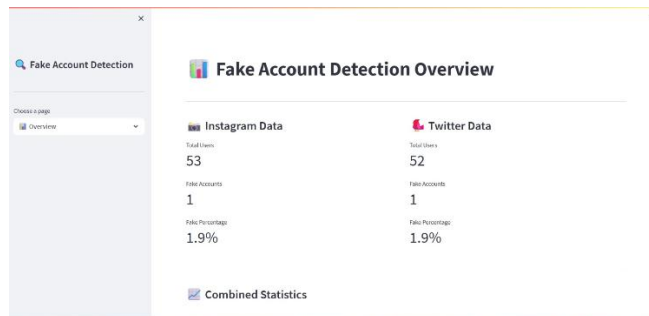 ×
Fake Account Detection
Choose a page
Overview
Fake Account Detection Overview
Instagram Data
Total Users
53
Fake Accounts
1
Fake Percentage
1.9%
Twitter Data
Total Users
52
Fake Accounts
1
Fake Percentage
1.9%
Combined Statistics